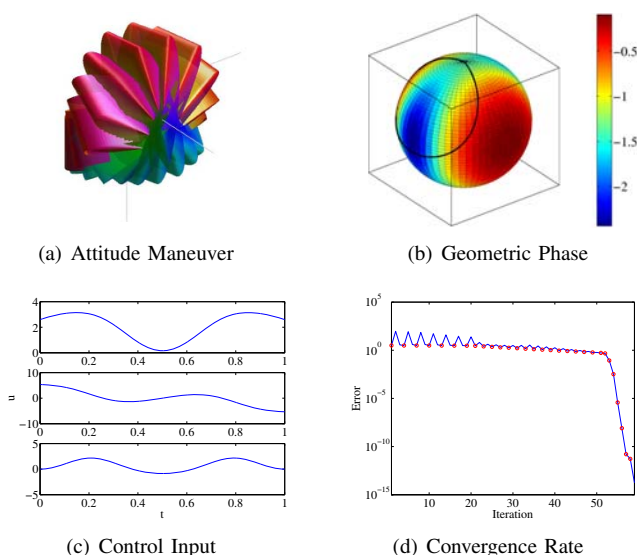 −0.5
−1
−1.5
−2
(a) Attitude Maneuver
(b) Geometric Phase
4
2
0
0 0.2 0.4 0.6 0.8 1
10
0
−10
0 0.2 0.4 0.6 0.8 1
5
0
−5
0 0.2 0.4 0.6 0.8 1
u
t
10^5
10^0
10^−5
10^−10
10^−15
10 20 30 40 50
Error
Iteration
(c) Control Input
(d) Convergence Rate